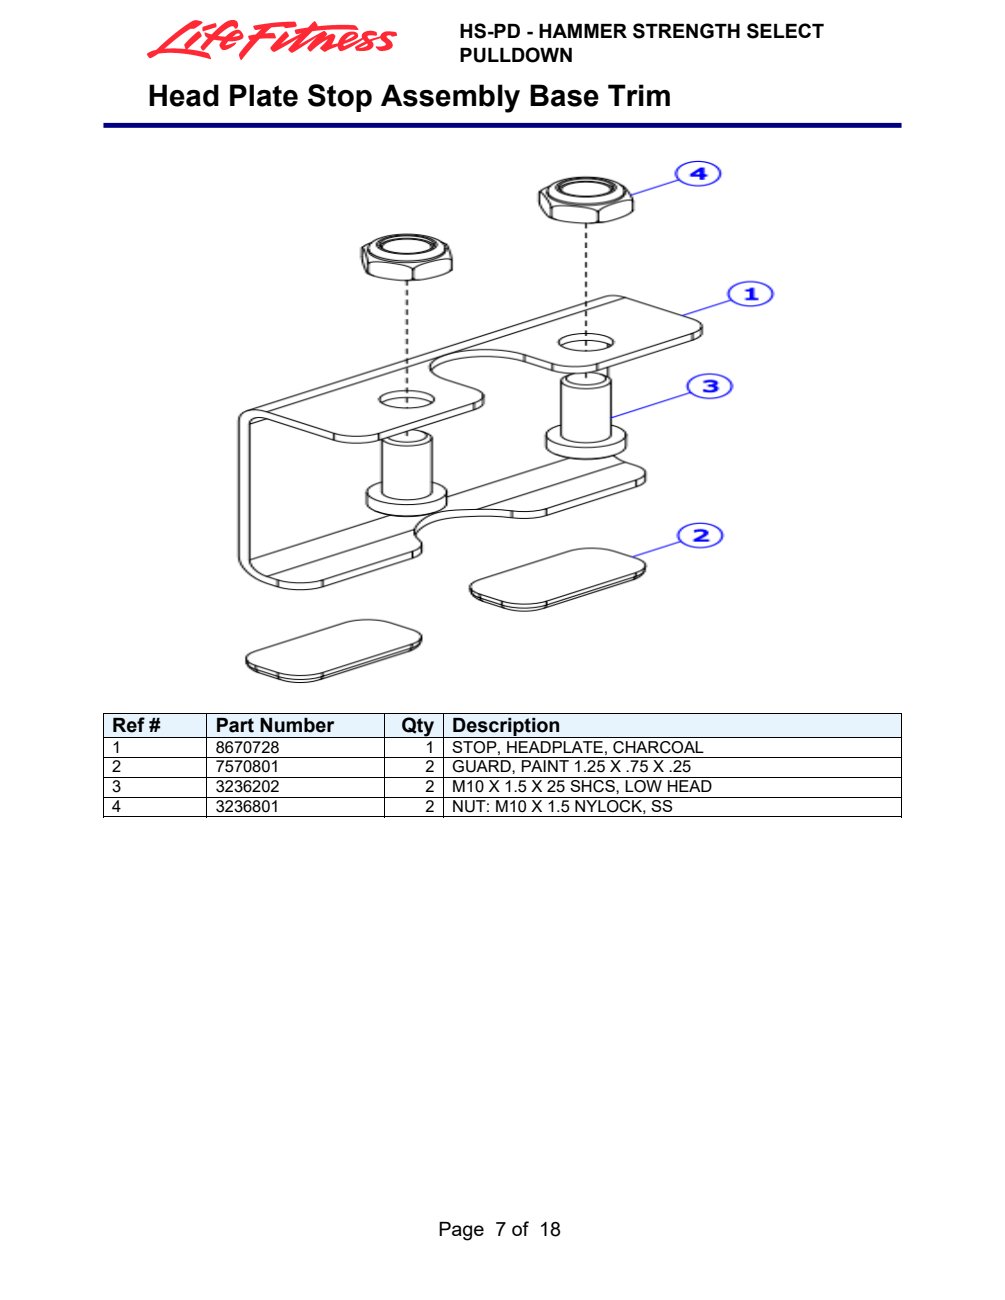 Life Fitness
HS-PD - HAMMER STRENGTH SELECT
PULLDOWN
Head Plate Stop Assembly Base Trim
4
1
3
2
Ref # Part Number Qty Description
1 8670728 1 STOP, HEADPLATE, CHARCOAL
2 7570801 2 GUARD, PAINT 1.25 X .75 X .25
3 3236202 2 M10 X 1.5 X 25 SHCS, LOW HEAD
4 3236801 2 NUT: M10 X 1.5 NYLOCK, SS
Page 7 of 18